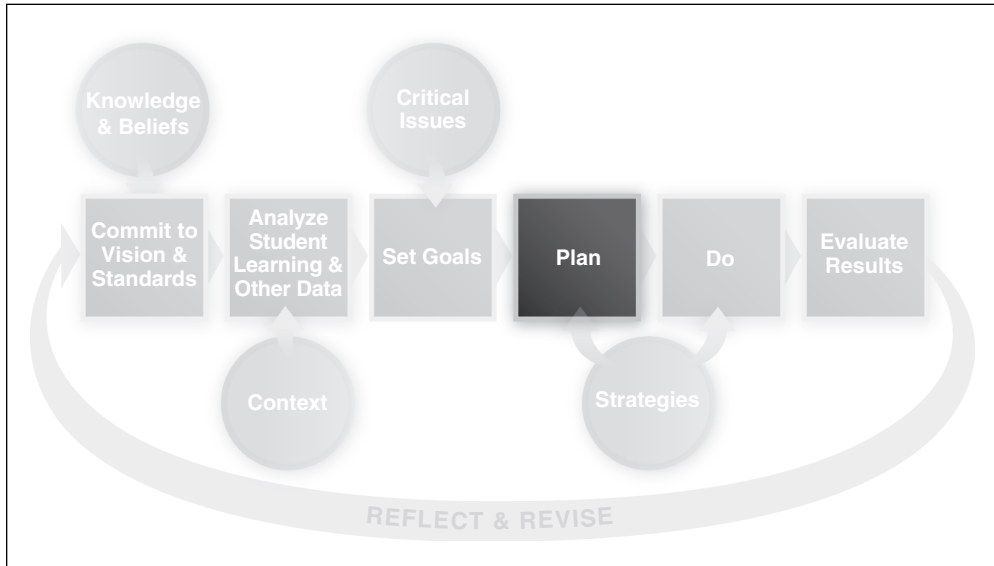 Knowledge
& Beliefs
Critical
Issues
Commit to
Vision &
Standards
Analyze
Student
Learning &
Other Data
Set Goals
Plan
Do
Evaluate
Results
Context
Strategies
REFLECT & REVISE